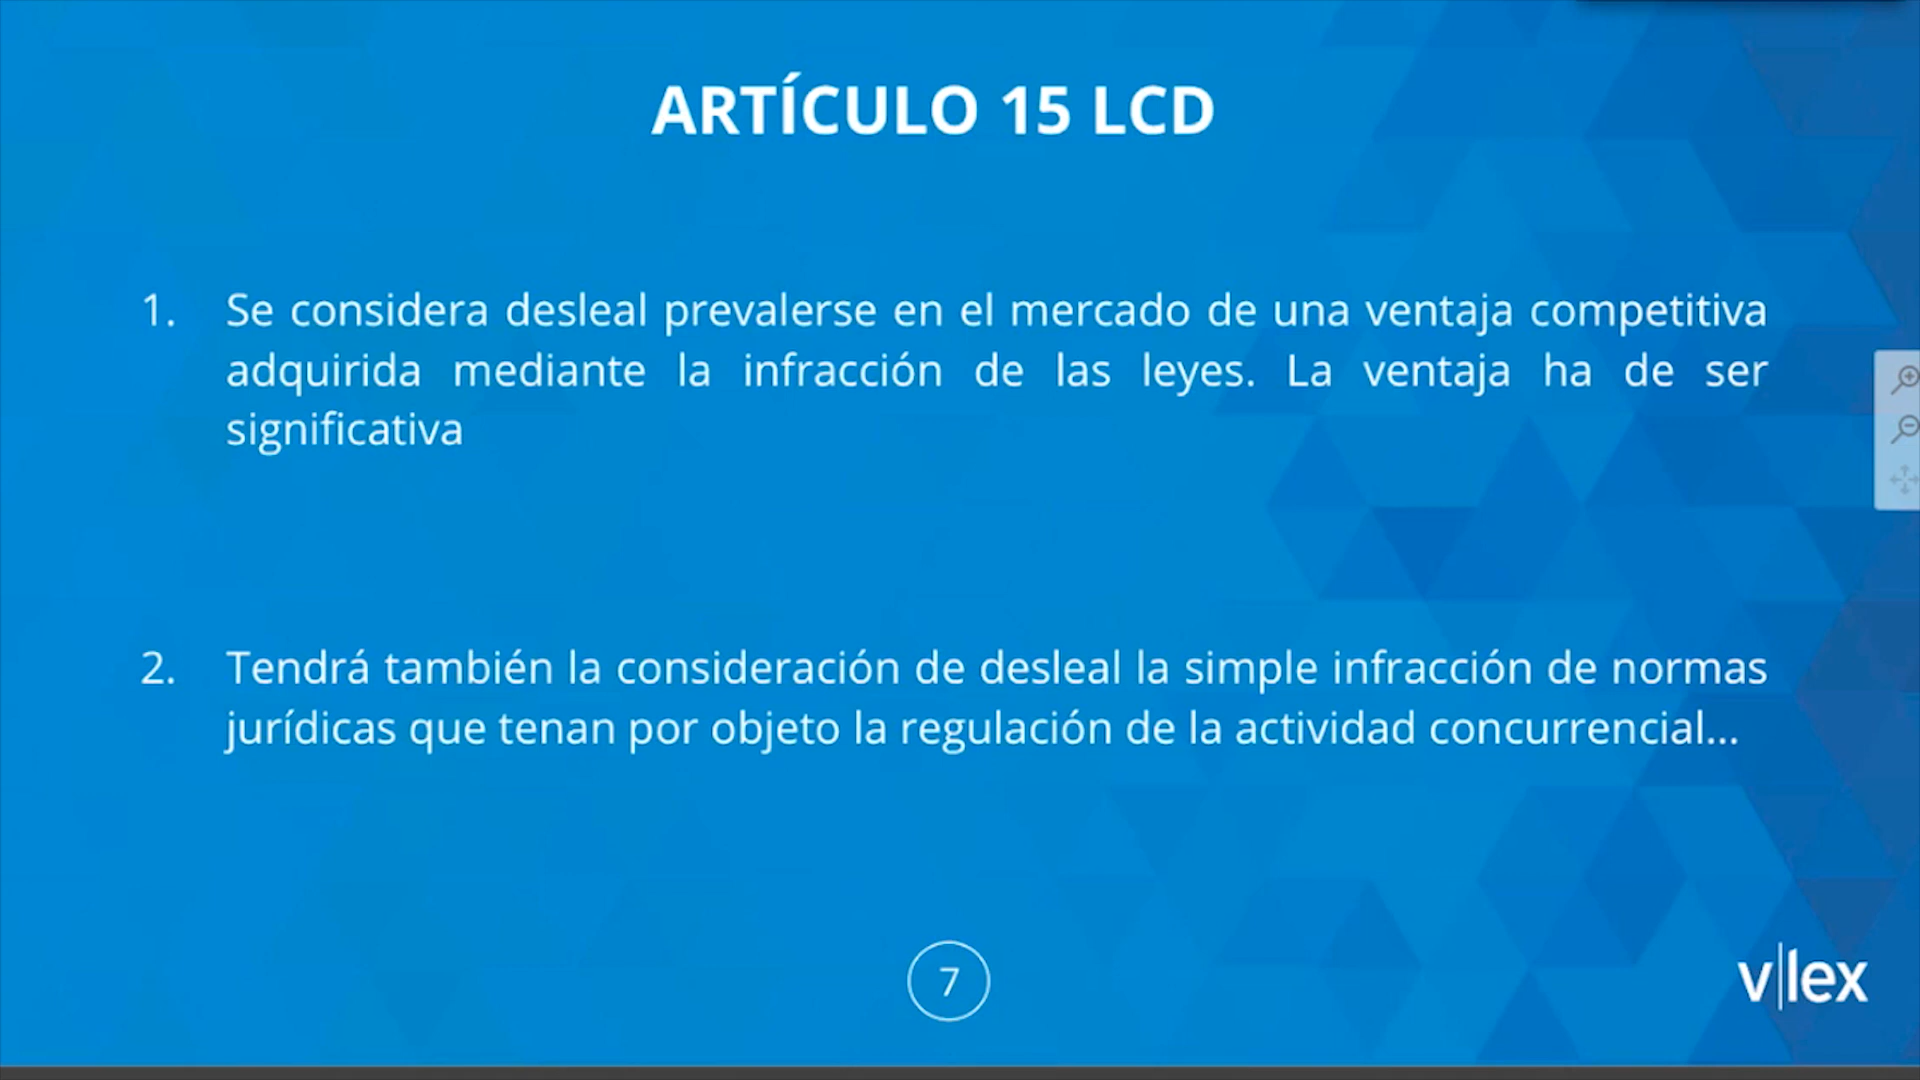 ARTÍCULO 15 LCD
1. Se considera desleal prevalerse en el mercado de una ventaja competitiva
adquirida mediante la infracción de las leyes. La ventaja ha de ser
significativa
2. Tendrá también la consideración de desleal la simple infracción de normas
jurídicas que tenan por objeto la regulación de la actividad concurrencial...
7
v|lex